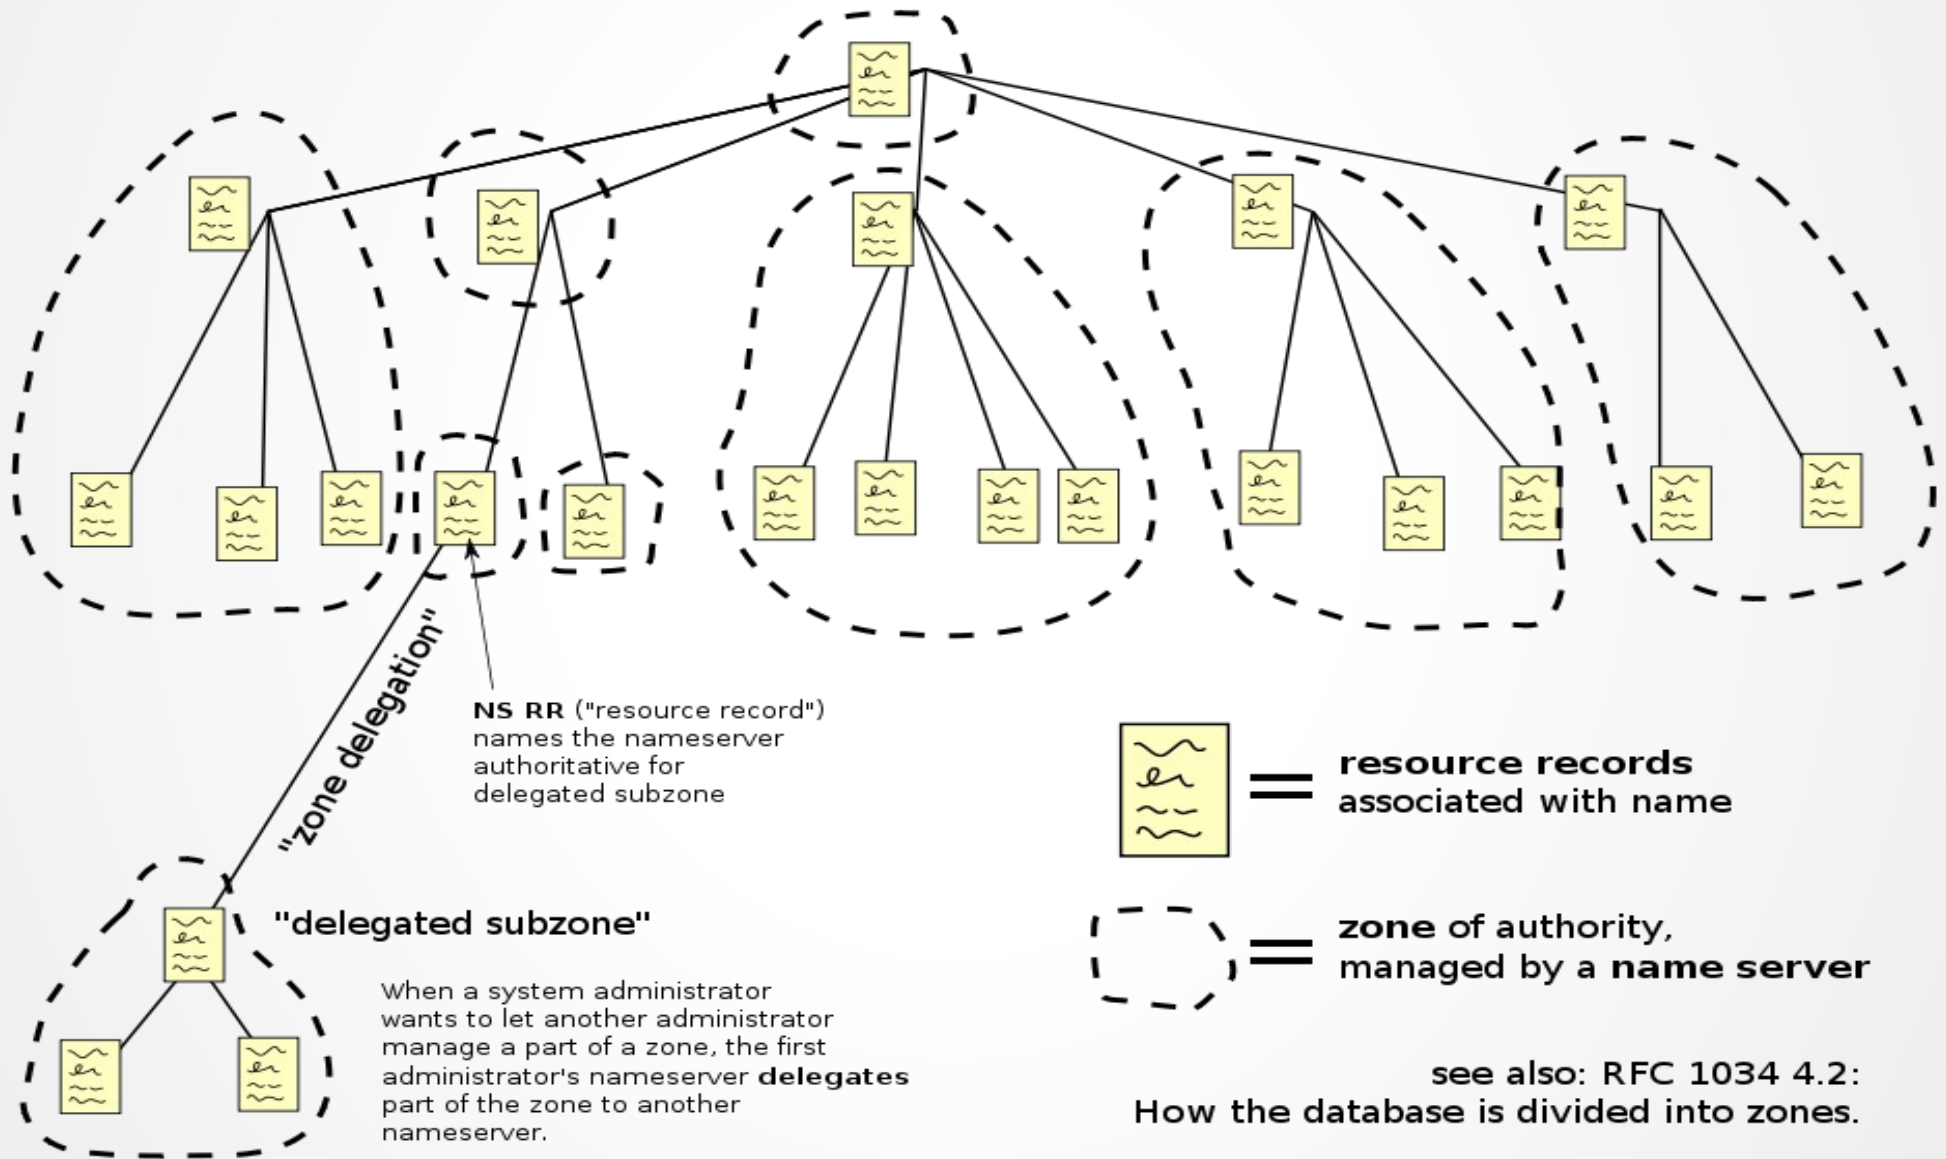 "zone delegation"
NS RR ("resource record")
names the nameserver
authoritative for
delegated subzone
resource records
associated with name
"delegated subzone"
zone of authority,
managed by a name server
When a system administrator
wants to let another administrator
manage a part of a zone, the first
administrator's nameserver delegates
part of the zone to another
nameserver.
see also: RFC 1034 4.2:
How the database is divided into zones.